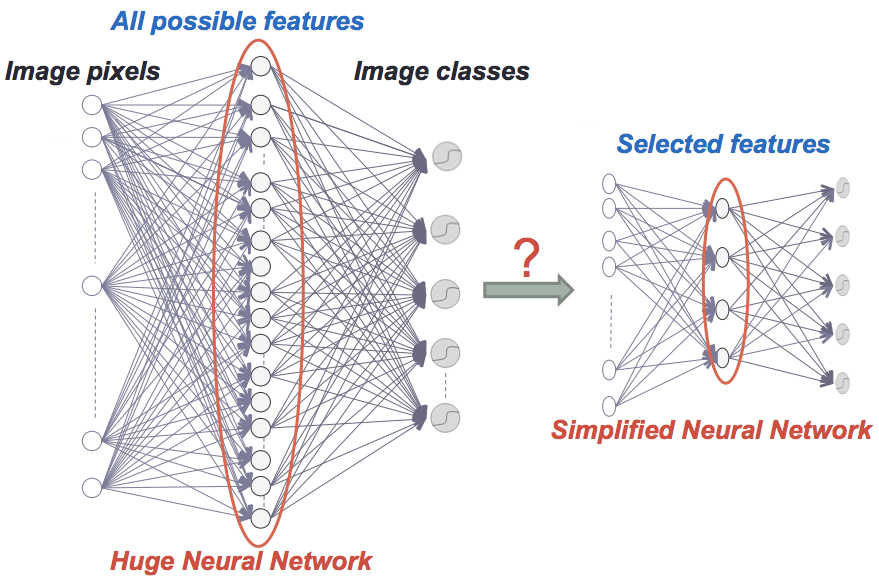 All possible features
Image pixels
Image classes
?
Selected features
Simplified Neural Network
Huge Neural Network